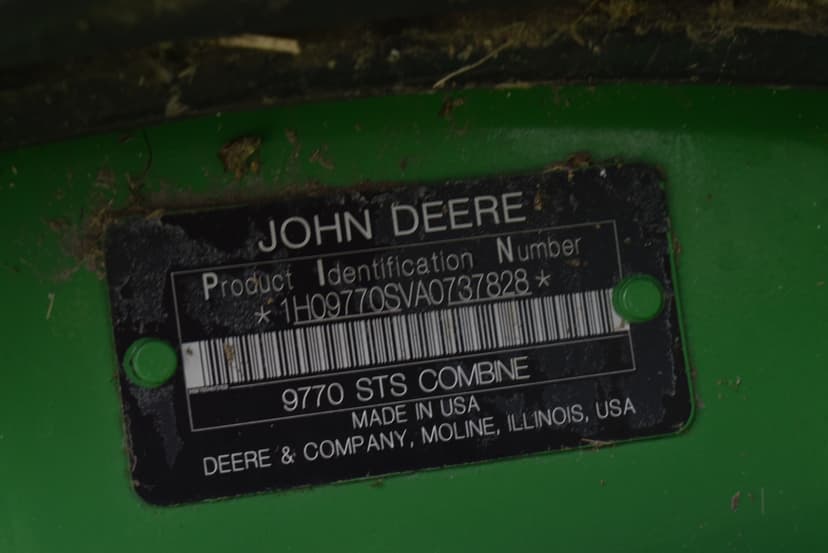 JOHN DEERE
Product Identification Number
* 1H09770SVA0737828 *
9770 STS COMBINE
MADE IN USA
DEERE & COMPANY, MOLINE, ILLINOIS, USA